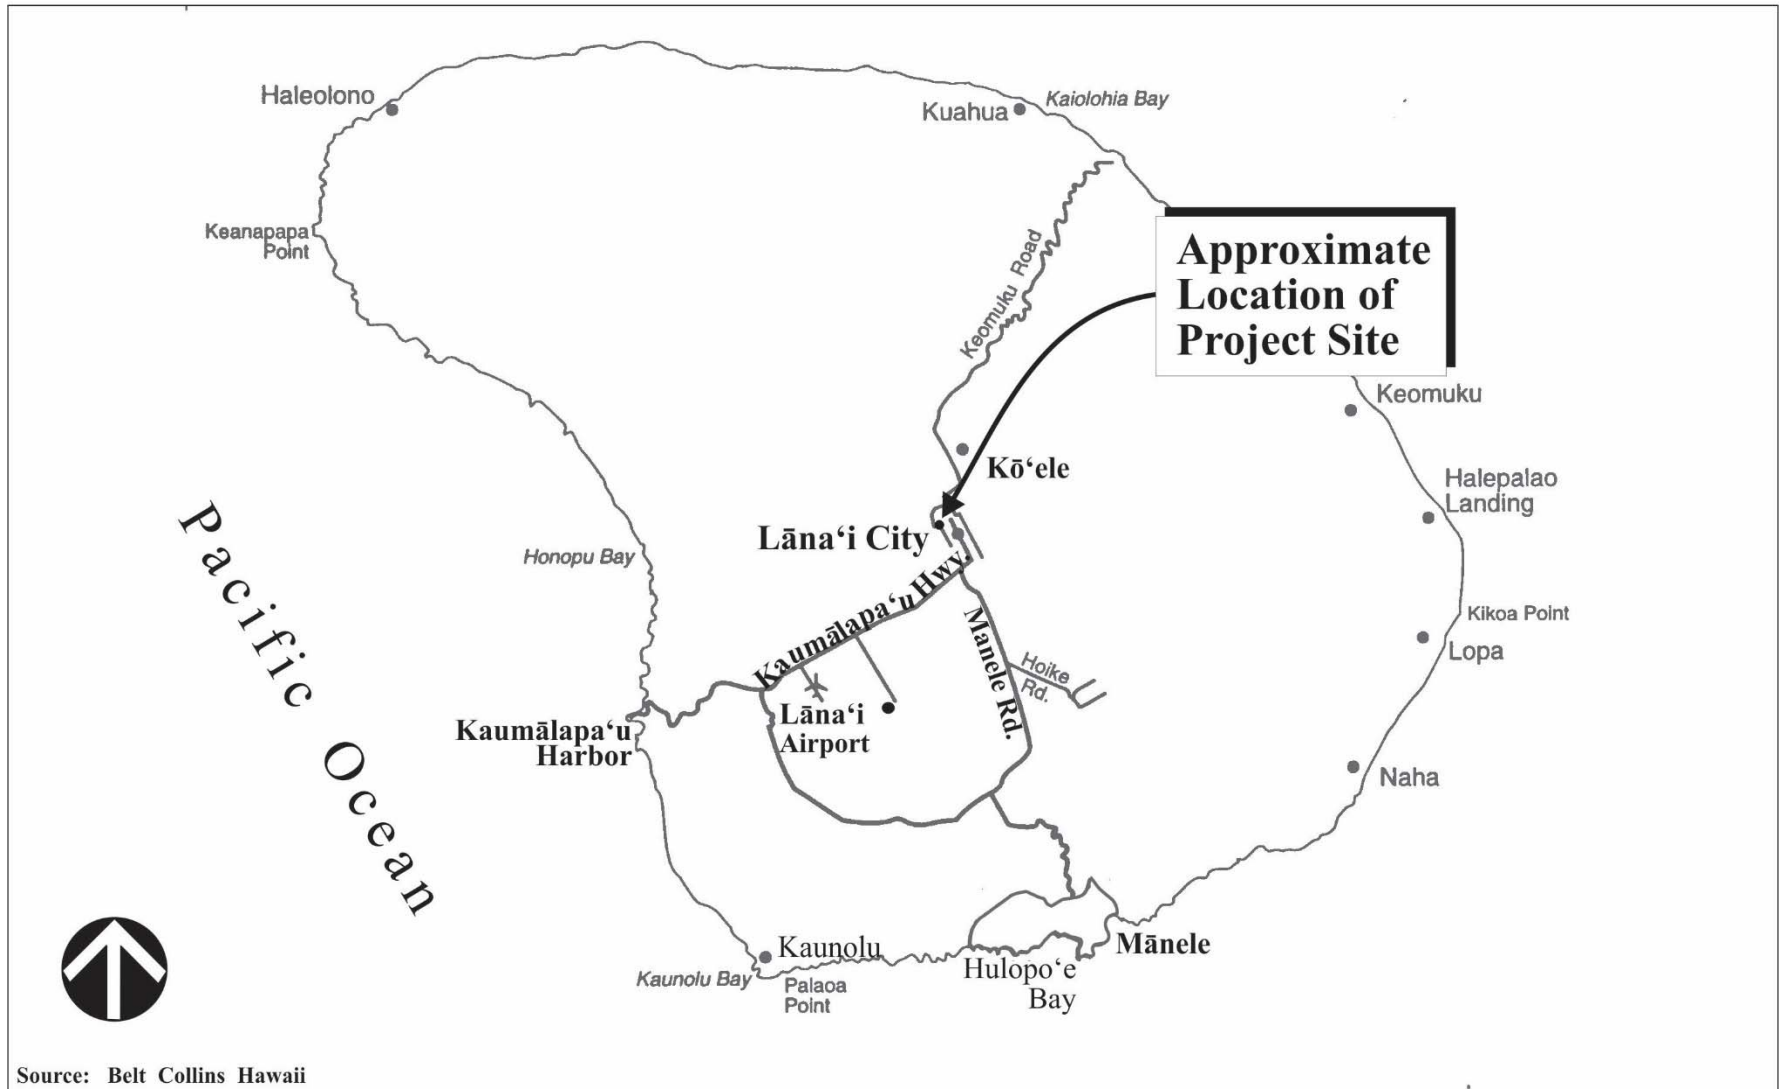 Haleolono
Kuahua
Kaiolohia Bay
Keanapapa
Point
Keomuku Road
Approximate
Location of
Project Site
Keomuku
Kō‘ele
Halepalao
Landing
Lāna‘i City
Honopu Bay
Pacific Ocean
Kaumālapa‘u Hwy.
Manele Rd.
Kikoa Point
Lopa
Hoike
Rd.
Lāna‘i
Airport
Kaumālapa‘u
Harbor
Naha
Kaunolu
Mānele
Kaunolu Bay
Palaoa
Point
Hulopo‘e
Bay
Source: Belt Collins Hawaii